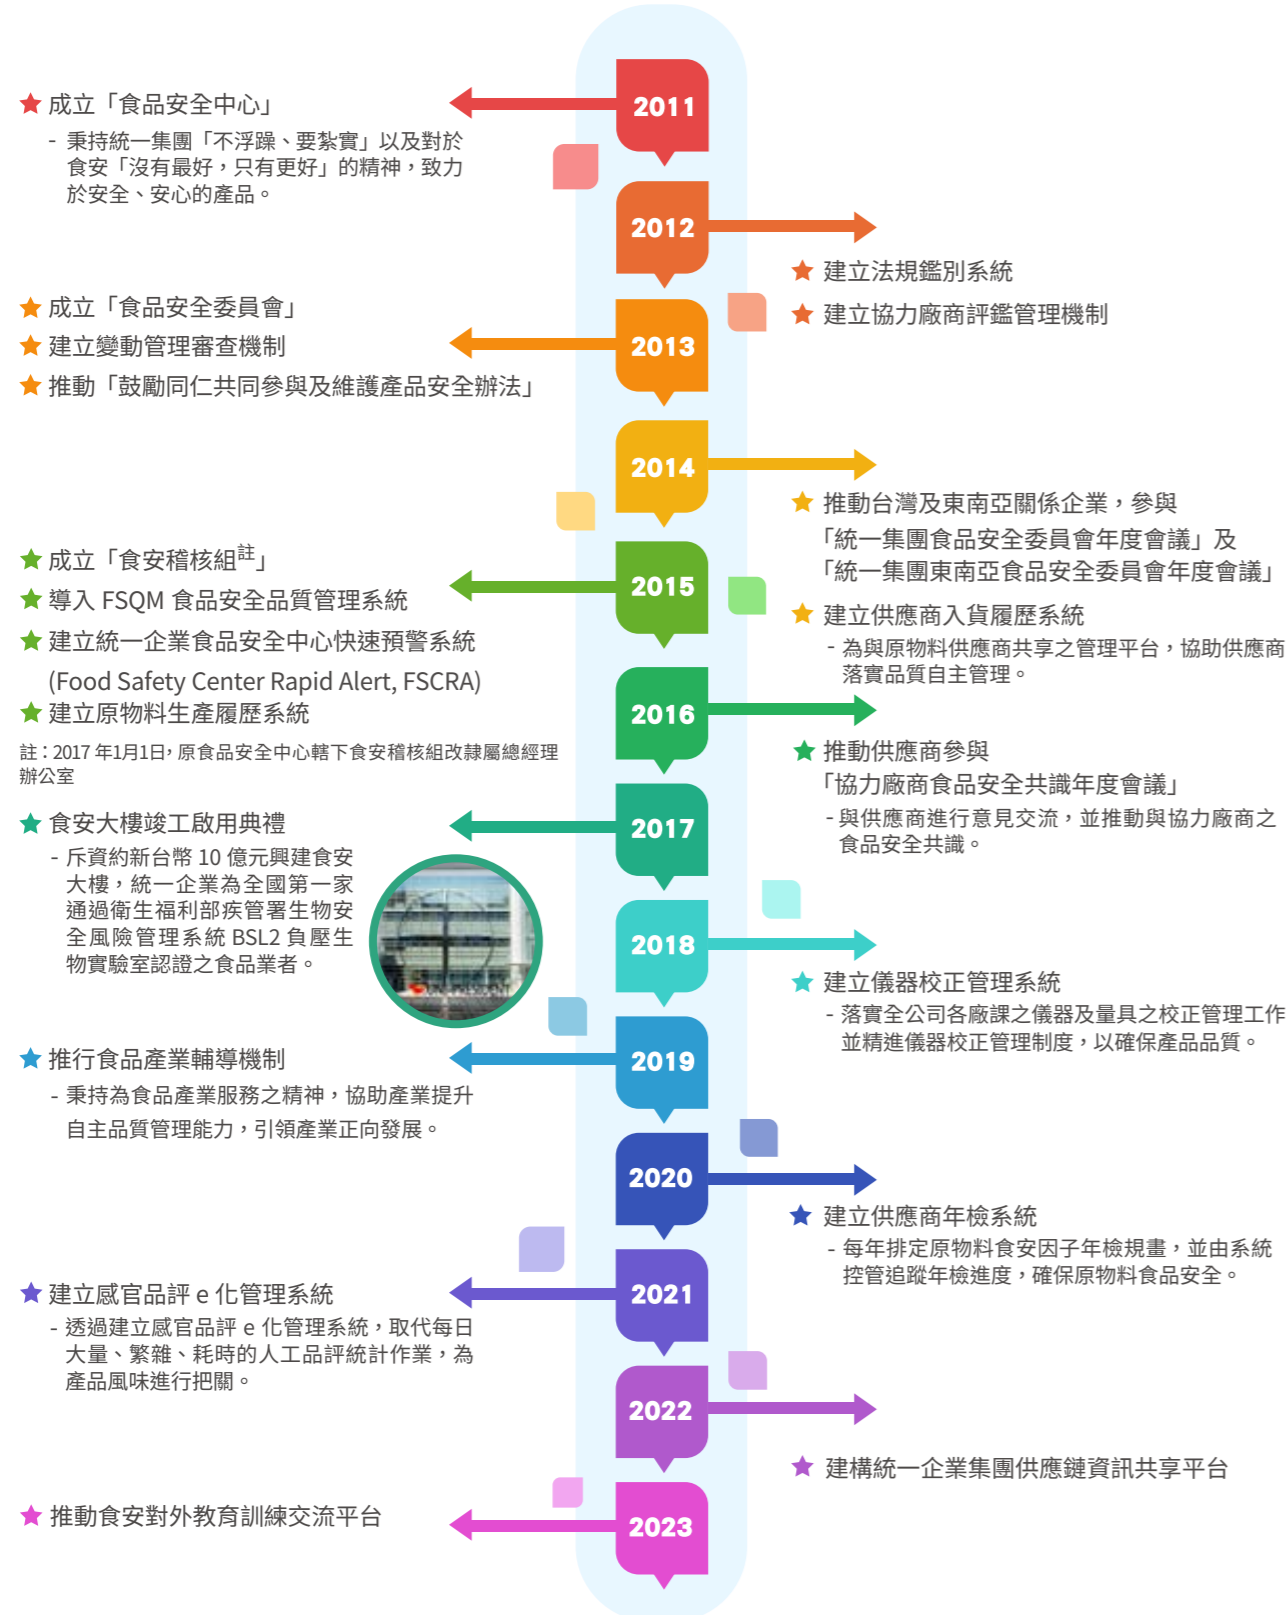 2011
成立「食品安全中心」
- 秉持統一集團「不浮躁、要紮實」以及對於
食安「沒有最好，只有更好」的精神，致力
於安全、安心的產品。
2012
建立法規鑑別系統
建立協力廠商評鑑管理機制
2013
成立「食品安全委員會」
建立變動管理審查機制
推動「鼓勵同仁共同參與及維護產品安全辦法」
2014
推動台灣及東南亞關係企業，參與
「統一集團食品安全委員會年度會議」及
「統一集團東南亞食品安全委員會年度會議」
建立供應商入貨履歷系統
- 為與原物料供應商共享之管理平台，協助供應商
落實品質自主管理。
2015
成立「食安稽核組註」
導入 FSQM 食品安全品質管理系統
建立統一企業食品安全中心快速預警系統
(Food Safety Center Rapid Alert, FSCRA)
建立原物料生產履歷系統
註：2017 年1月1日，原食品安全中心轄下食安稽核組改隸屬總經理
辦公室
2016
推動供應商參與
「協力廠商食品安全共識年度會議」
- 與供應商進行意見交流，並推動與協力廠商之
食品安全共識。
2017
食安大樓竣工啟用典禮
- 斥資約新台幣 10 億元興建食安
大樓，統一企業為全國第一家
通過衛生福利部疾管署生物安
全風險管理系統 BSL2 負壓生
物實驗室認證之食品業者。
2018
建立儀器校正管理系統
- 落實全公司各廠課之儀器及量具之校正管理工作
並精進儀器校正管理制度，以確保產品品質。
2019
推行食品產業輔導機制
- 秉持為食品產業服務之精神，協助產業提升
自主品質管理能力，引領產業正向發展。
2020
建立供應商年檢系統
- 每年排定原物料食安因子年檢規畫，並由系統
控管追蹤年檢進度，確保原物料食品安全。
2021
建立感官品評 e 化管理系統
- 透過建立感官品評 e 化管理系統，取代每日
大量、繁雜、耗時的人工品評統計作業，為
產品風味進行把關。
2022
建構統一企業集團供應鏈資訊共享平台
2023
推動食安對外教育訓練交流平台